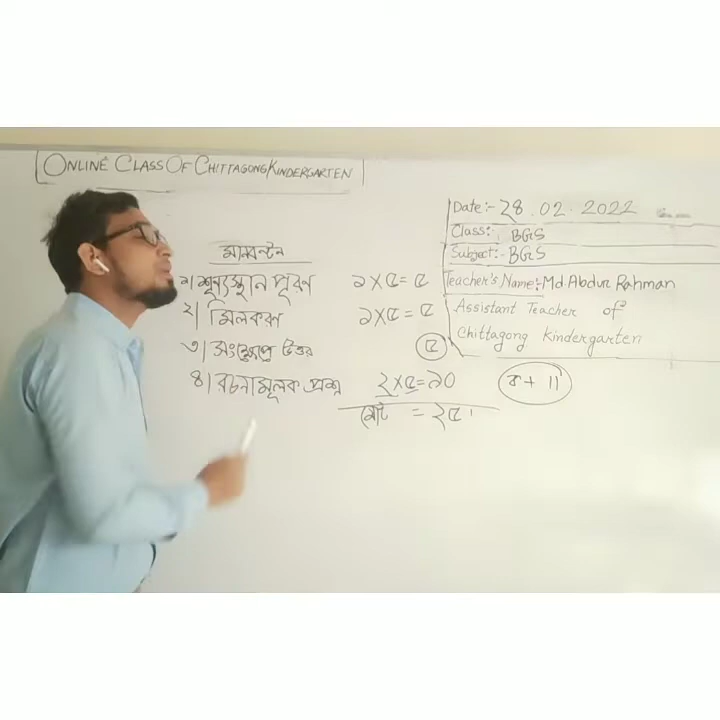 ONLINE CLASS OF CHITTAGONG KINDERGARTEN
Date:- 28.02.2022
Class: BGS
Subject:- BGS
Teacher's Name:- Md Abdur Rahman
Assistant Teacher of
Chittagong Kindergarten
মানবন্টন
১। শূন্যস্থান পূরণ ১×৫=৫
২। মিলকরণ ১×৫=৫
৩। সংক্ষেপে উত্তর ৫
৪। রচনামূলক প্রশ্ন ২×৫=১০
মোট = ২৫